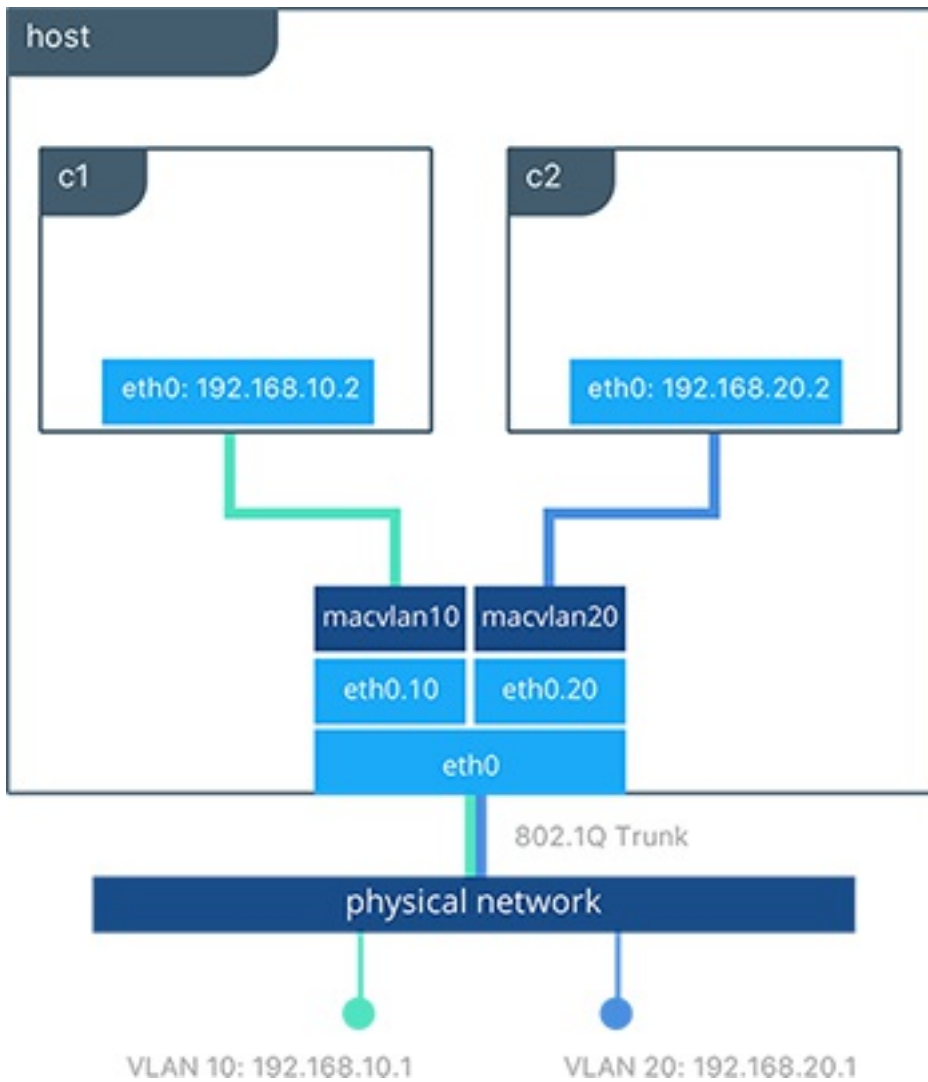 host
c1
c2
eth0: 192.168.10.2
eth0: 192.168.20.2
macvlan10
macvlan20
eth0.10
eth0.20
eth0
802.1Q Trunk
physical network
VLAN 10: 192.168.10.1
VLAN 20: 192.168.20.1